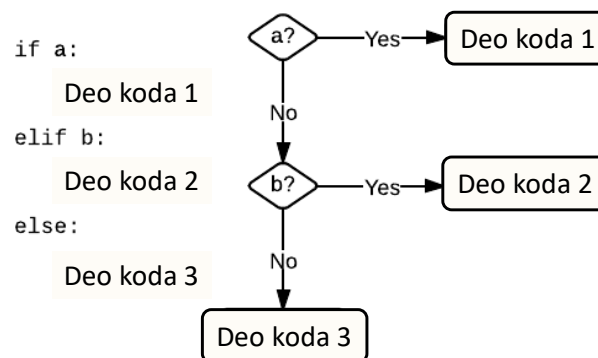 if a:
Deo koda 1
elif b:
Deo koda 2
else:
Deo koda 3
a?
Yes
Deo koda 1
No
b?
Yes
Deo koda 2
No
Deo koda 3